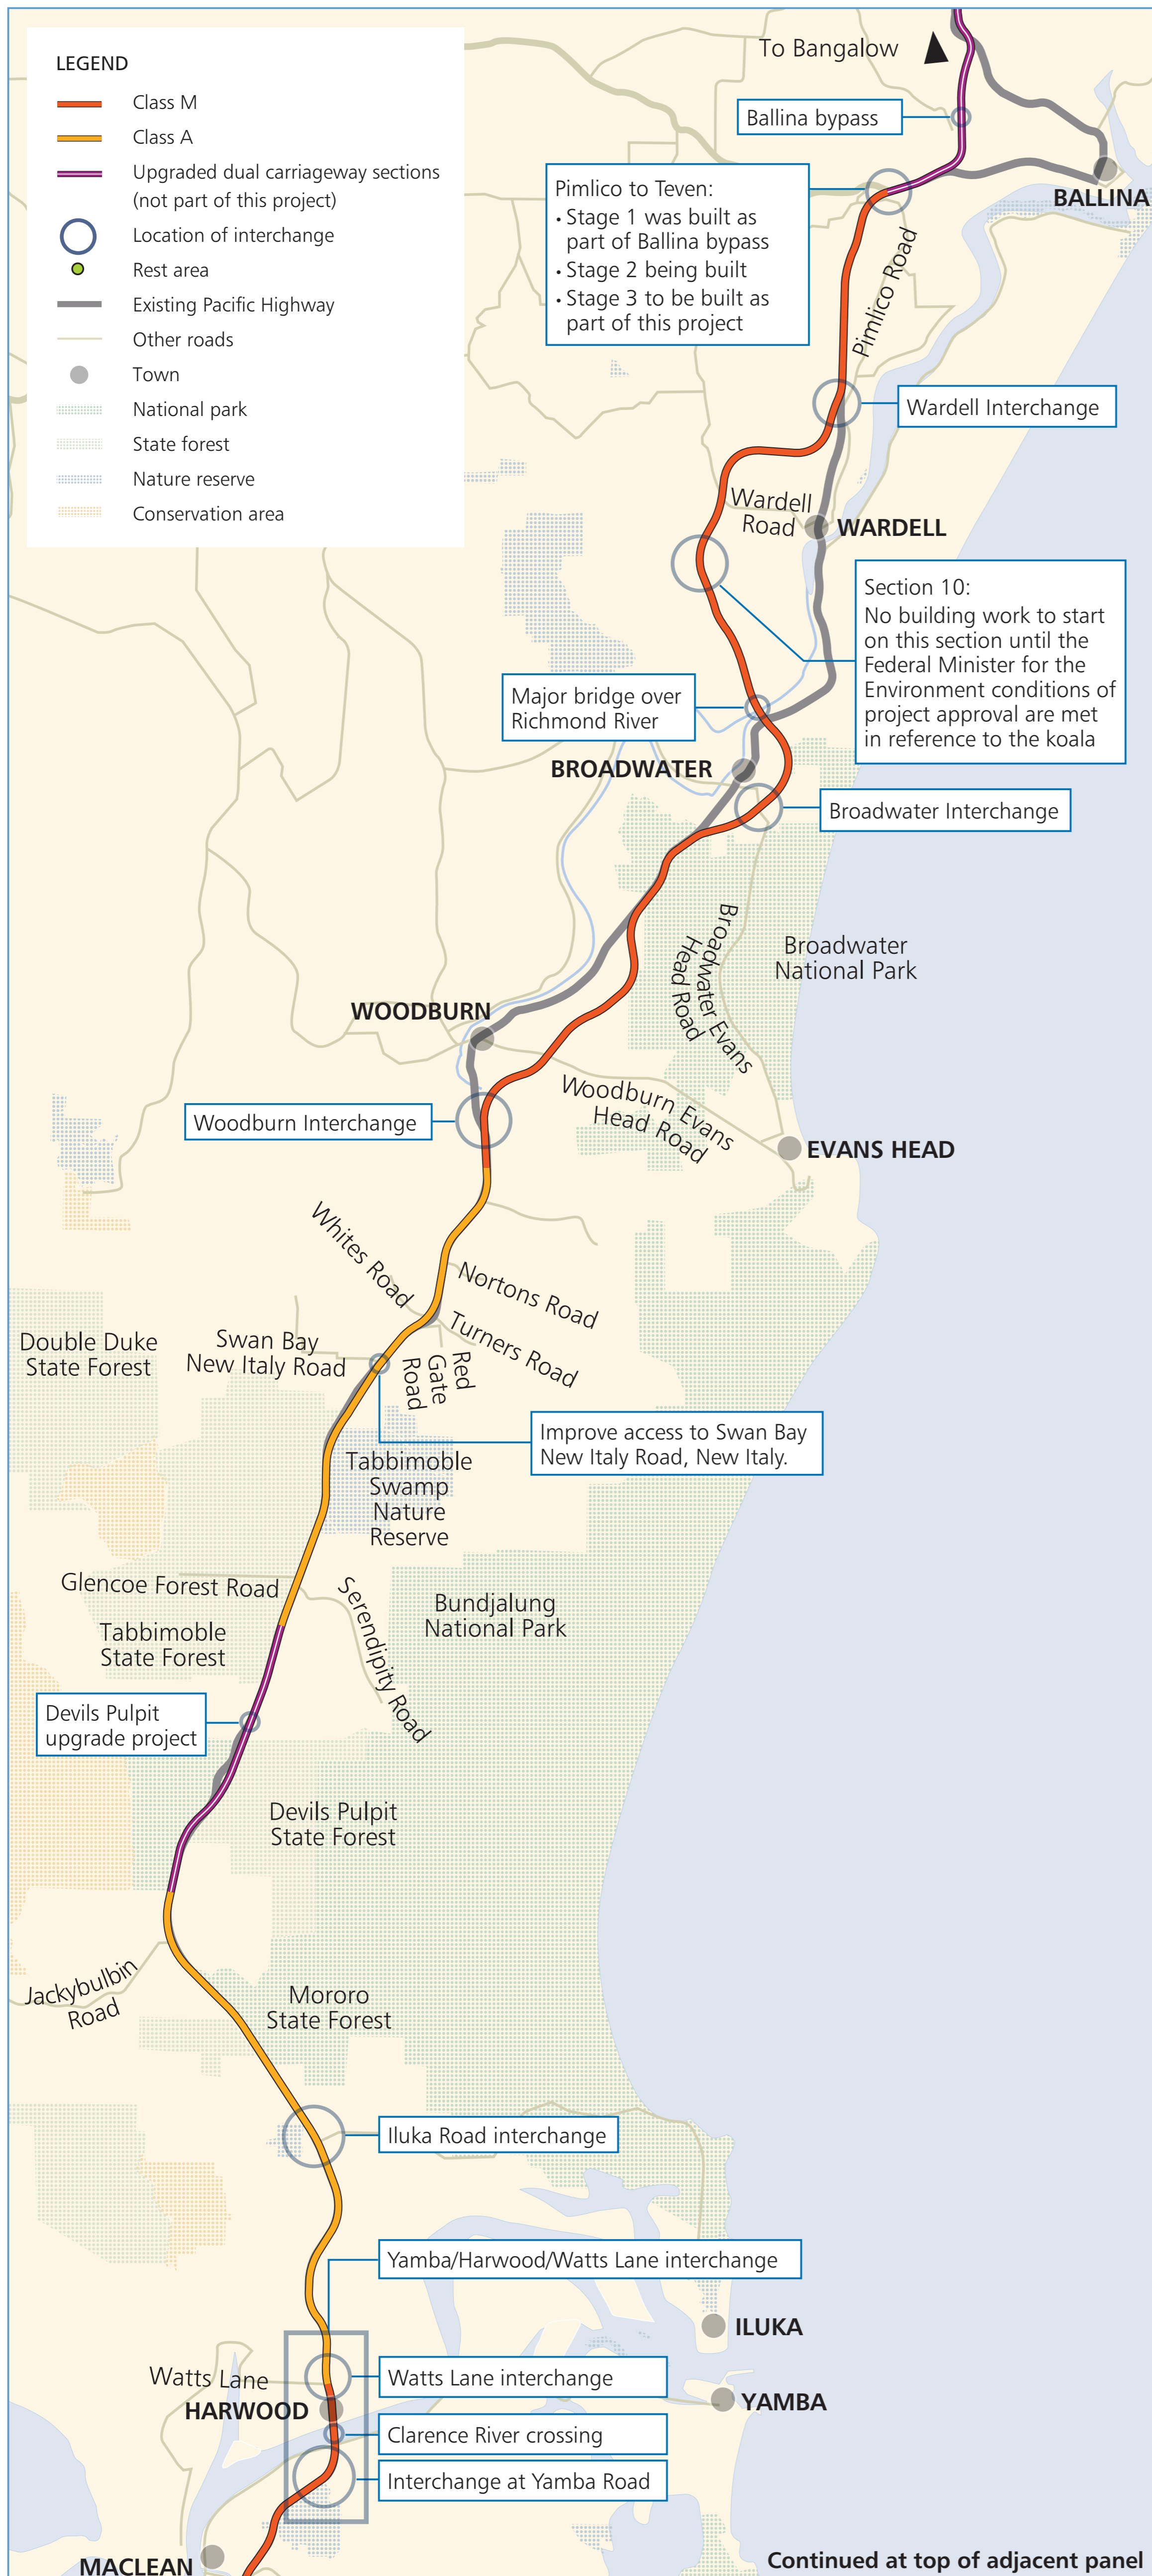 LEGEND
Class M
Class A
Upgraded dual carriageway sections
(not part of this project)
Location of interchange
Rest area
Existing Pacific Highway
Other roads
Town
National park
State forest
Nature reserve
Conservation area
To Bangalow
Ballina bypass
BALLINA
Pimlico to Teven:
• Stage 1 was built as
part of Ballina bypass
• Stage 2 being built
• Stage 3 to be built as
part of this project
Pimlico Road
Wardell Interchange
Wardell
Road
WARDELL
Section 10:
No building work to start
on this section until the
Federal Minister for the
Environment conditions of
project approval are met
in reference to the koala
Major bridge over
Richmond River
BROADWATER
Broadwater Interchange
Broadwater Evans
Head Road
Broadwater
National Park
WOODBURN
Woodburn Evans
Head Road
Woodburn Interchange
EVANS HEAD
Whites Road
Nortons Road
Turners Road
Double Duke
State Forest
Swan Bay
New Italy Road
Red
Gate
Road
Improve access to Swan Bay
New Italy Road, New Italy.
Tabbimoble
Swamp
Nature
Reserve
Glencoe Forest Road
Serendipity Road
Bundjalung
National Park
Tabbimoble
State Forest
Devils Pulpit
upgrade project
Devils Pulpit
State Forest
Jackybulbin
Road
Mororo
State Forest
Iluka Road interchange
Yamba/Harwood/Watts Lane interchange
ILUKA
Watts Lane
Watts Lane interchange
YAMBA
HARWOOD
Clarence River crossing
Interchange at Yamba Road
MACLEAN
Continued at top of adjacent panel